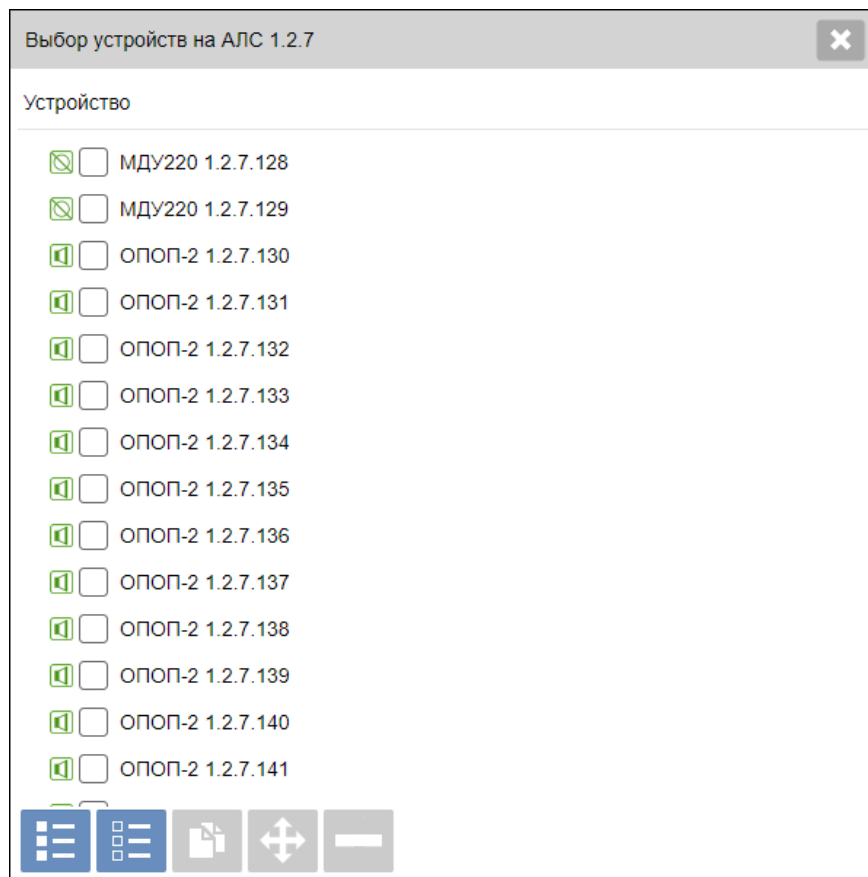 Выбор устройств на АЛС 1.2.7
Устройство
МДУ220 1.2.7.128
МДУ220 1.2.7.129
ОПОП-2 1.2.7.130
ОПОП-2 1.2.7.131
ОПОП-2 1.2.7.132
ОПОП-2 1.2.7.133
ОПОП-2 1.2.7.134
ОПОП-2 1.2.7.135
ОПОП-2 1.2.7.136
ОПОП-2 1.2.7.137
ОПОП-2 1.2.7.138
ОПОП-2 1.2.7.139
ОПОП-2 1.2.7.140
ОПОП-2 1.2.7.141